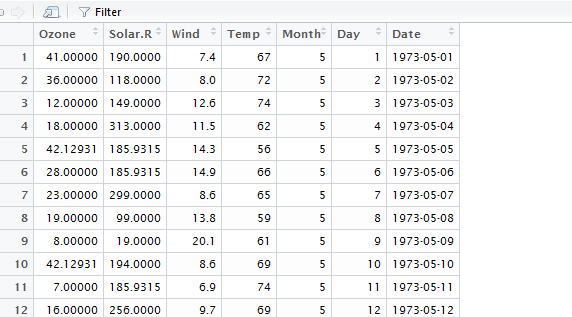 Filter
Ozone Solar.R Wind Temp Month Day Date
1 41.00000 190.0000 7.4 67 5 1 1973-05-01
2 36.00000 118.0000 8.0 72 5 2 1973-05-02
3 12.00000 149.0000 12.6 74 5 3 1973-05-03
4 18.00000 313.0000 11.5 62 5 4 1973-05-04
5 42.12931 185.9315 14.3 56 5 5 1973-05-05
6 28.00000 185.9315 14.9 66 5 6 1973-05-06
7 23.00000 299.0000 8.6 65 5 7 1973-05-07
8 19.00000 99.0000 13.8 59 5 8 1973-05-08
9 8.00000 19.0000 20.1 61 5 9 1973-05-09
10 42.12931 194.0000 8.6 69 5 10 1973-05-10
11 7.00000 185.9315 6.9 74 5 11 1973-05-11
12 16.00000 256.0000 9.7 69 5 12 1973-05-12